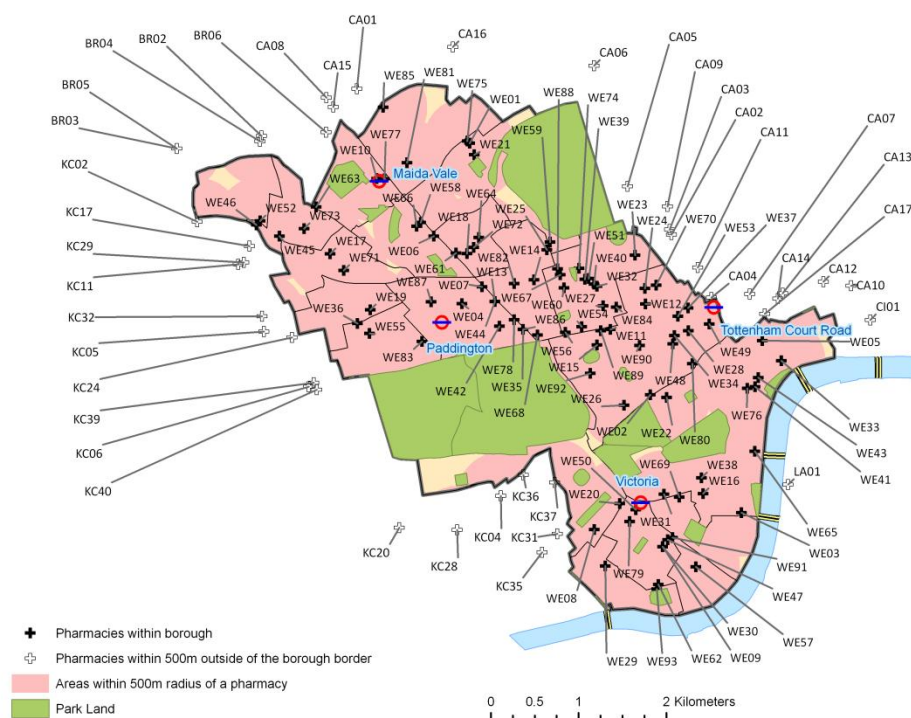 CA01
CA16
BR06
CA08
BR02
BR04
CA15
WE85
WE81
WE75
WE01
WE88
CA06
WE74
CA05
CA09
CA03
CA02
BR05
BR03
WE77
WE10
WE59
WE39
CA11
CA07
WE21
CA13
KC02
WE63
Maida Vale
WE58
WE64
WE66
WE25
WE23
WE24
WE70
WE37
CA17
WE46
WE52
WE73
WE18
WE72
WE51
WE53
KC17
WE45
WE17
WE06
WE14
WE40
CA14
KC29
WE71
WE61
WE82
WE13
WE32
CA04
CA12
KC11
WE87
WE07
WE67
WE27
CA10
WE36
WE19
WE04
WE60
WE12
CI01
KC32
WE55
WE44
WE86
WE54
WE84
Tottenham Court Road
KC05
WE83
Paddington
WE56
WE11
WE49
WE05
WE90
WE28
KC24
WE42
WE78
WE15
WE89
WE48
WE34
WE35
WE92
WE76
WE33
KC39
WE68
WE26
WE02
WE22
WE80
WE43
KC06
WE41
KC40
WE50
WE69
WE38
LA01
Victoria
WE16
KC36
KC37
WE20
WE65
KC20
KC28
KC04
KC31
WE31
WE03
KC35
WE79
WE91
WE08
WE47
WE30
WE57
WE29
WE93
WE62
WE09
Pharmacies within borough
Pharmacies within 500m outside of the borough border
Areas within 500m radius of a pharmacy
Park Land
0 0.5 1 2 Kilometers